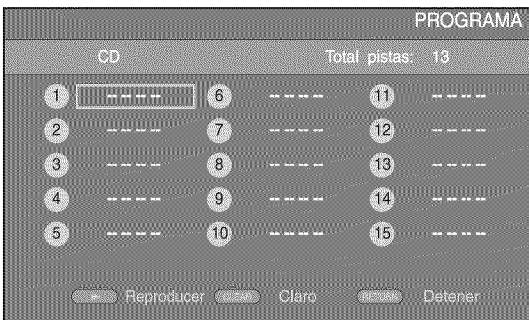 PROGRAMA
CD Total pistas: 13
1 ---- 6 ---- 11 ----
2 ---- 7 ---- 12 ----
3 ---- 8 ---- 13 ----
4 ---- 9 ---- 14 ----
5 ---- 10 ---- 15 ----
Reproducer CLEAR Claro RETURN Detener